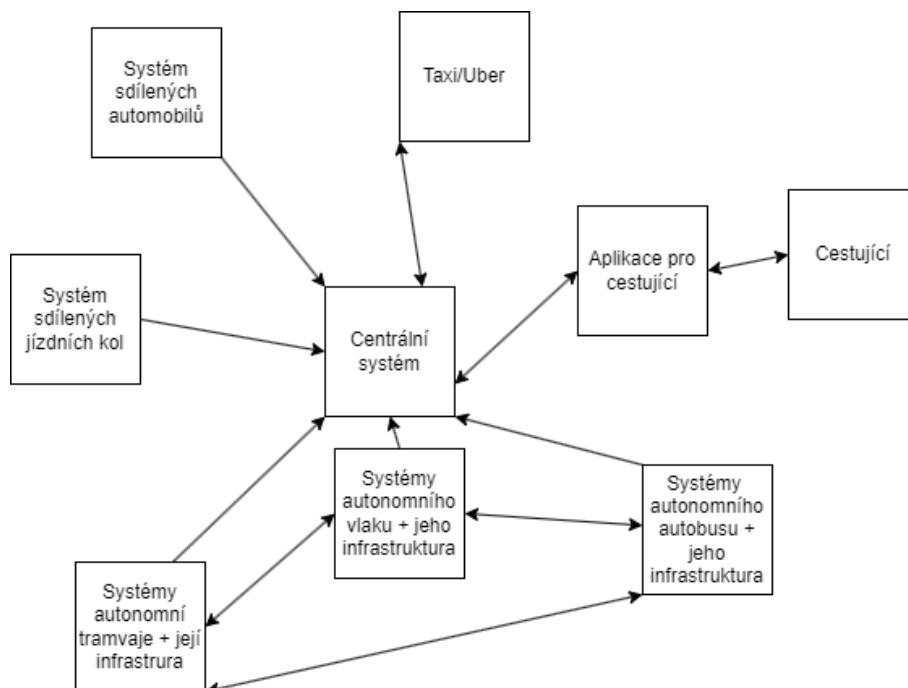 Systém
sdílených
automobilů
Taxi/Uber
Aplikace pro
cestující
Cestující
Systém
sdílených
jízdních kol
Centrální
systém
Systémy
autonomního
vlaku + jeho
infrastruktura
Systémy
autonomního
autobusu +
jeho
infrastruktura
Systémy
autonomní
tramvaje + její
infrastrura